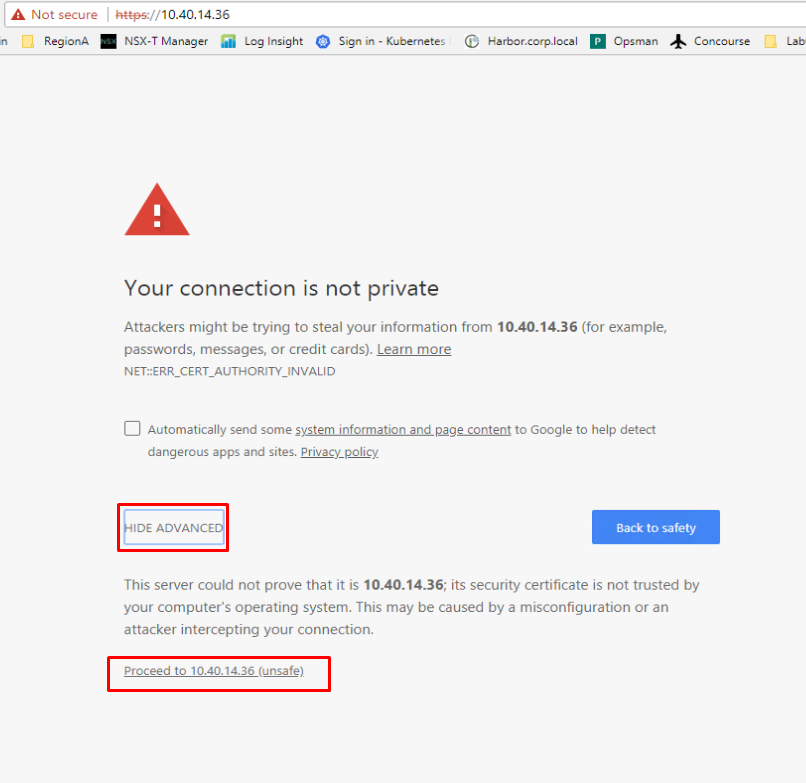 Not secure | https://10.40.14.36
in RegionA NSX NSX-T Manager Log Insight Sign in - Kubernetes Harbor.corp.local P Opsman Concourse Lab
Your connection is not private
Attackers might be trying to steal your information from 10.40.14.36 (for example,
passwords, messages, or credit cards). Learn more
NET::ERR_CERT_AUTHORITY_INVALID
Automatically send some system information and page content to Google to help detect
dangerous apps and sites. Privacy policy
HIDE ADVANCED Back to safety
This server could not prove that it is 10.40.14.36; its security certificate is not trusted by
your computer's operating system. This may be caused by a misconfiguration or an
attacker intercepting your connection.
Proceed to 10.40.14.36 (unsafe)